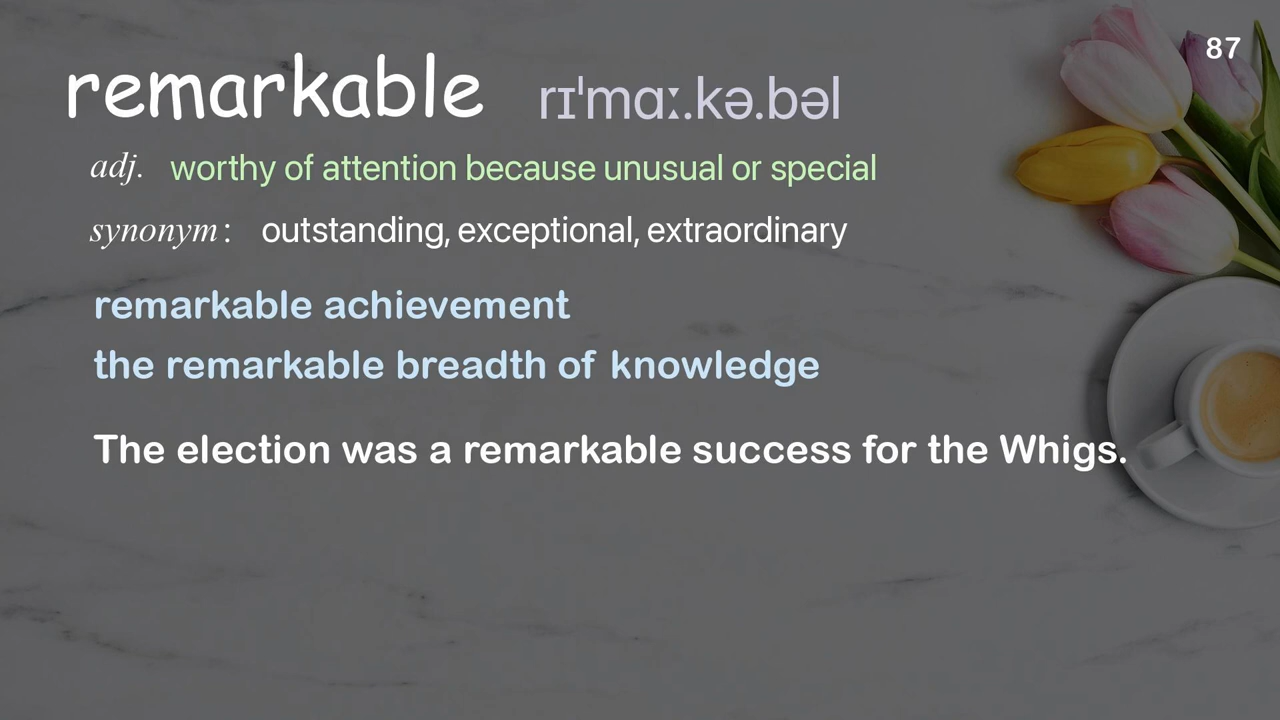 87
remarkable rɪˈmɑː.kə.bəl
adj. worthy of attention because unusual or special
synonym: outstanding, exceptional, extraordinary
remarkable achievement
the remarkable breadth of knowledge
The election was a remarkable success for the Whigs.